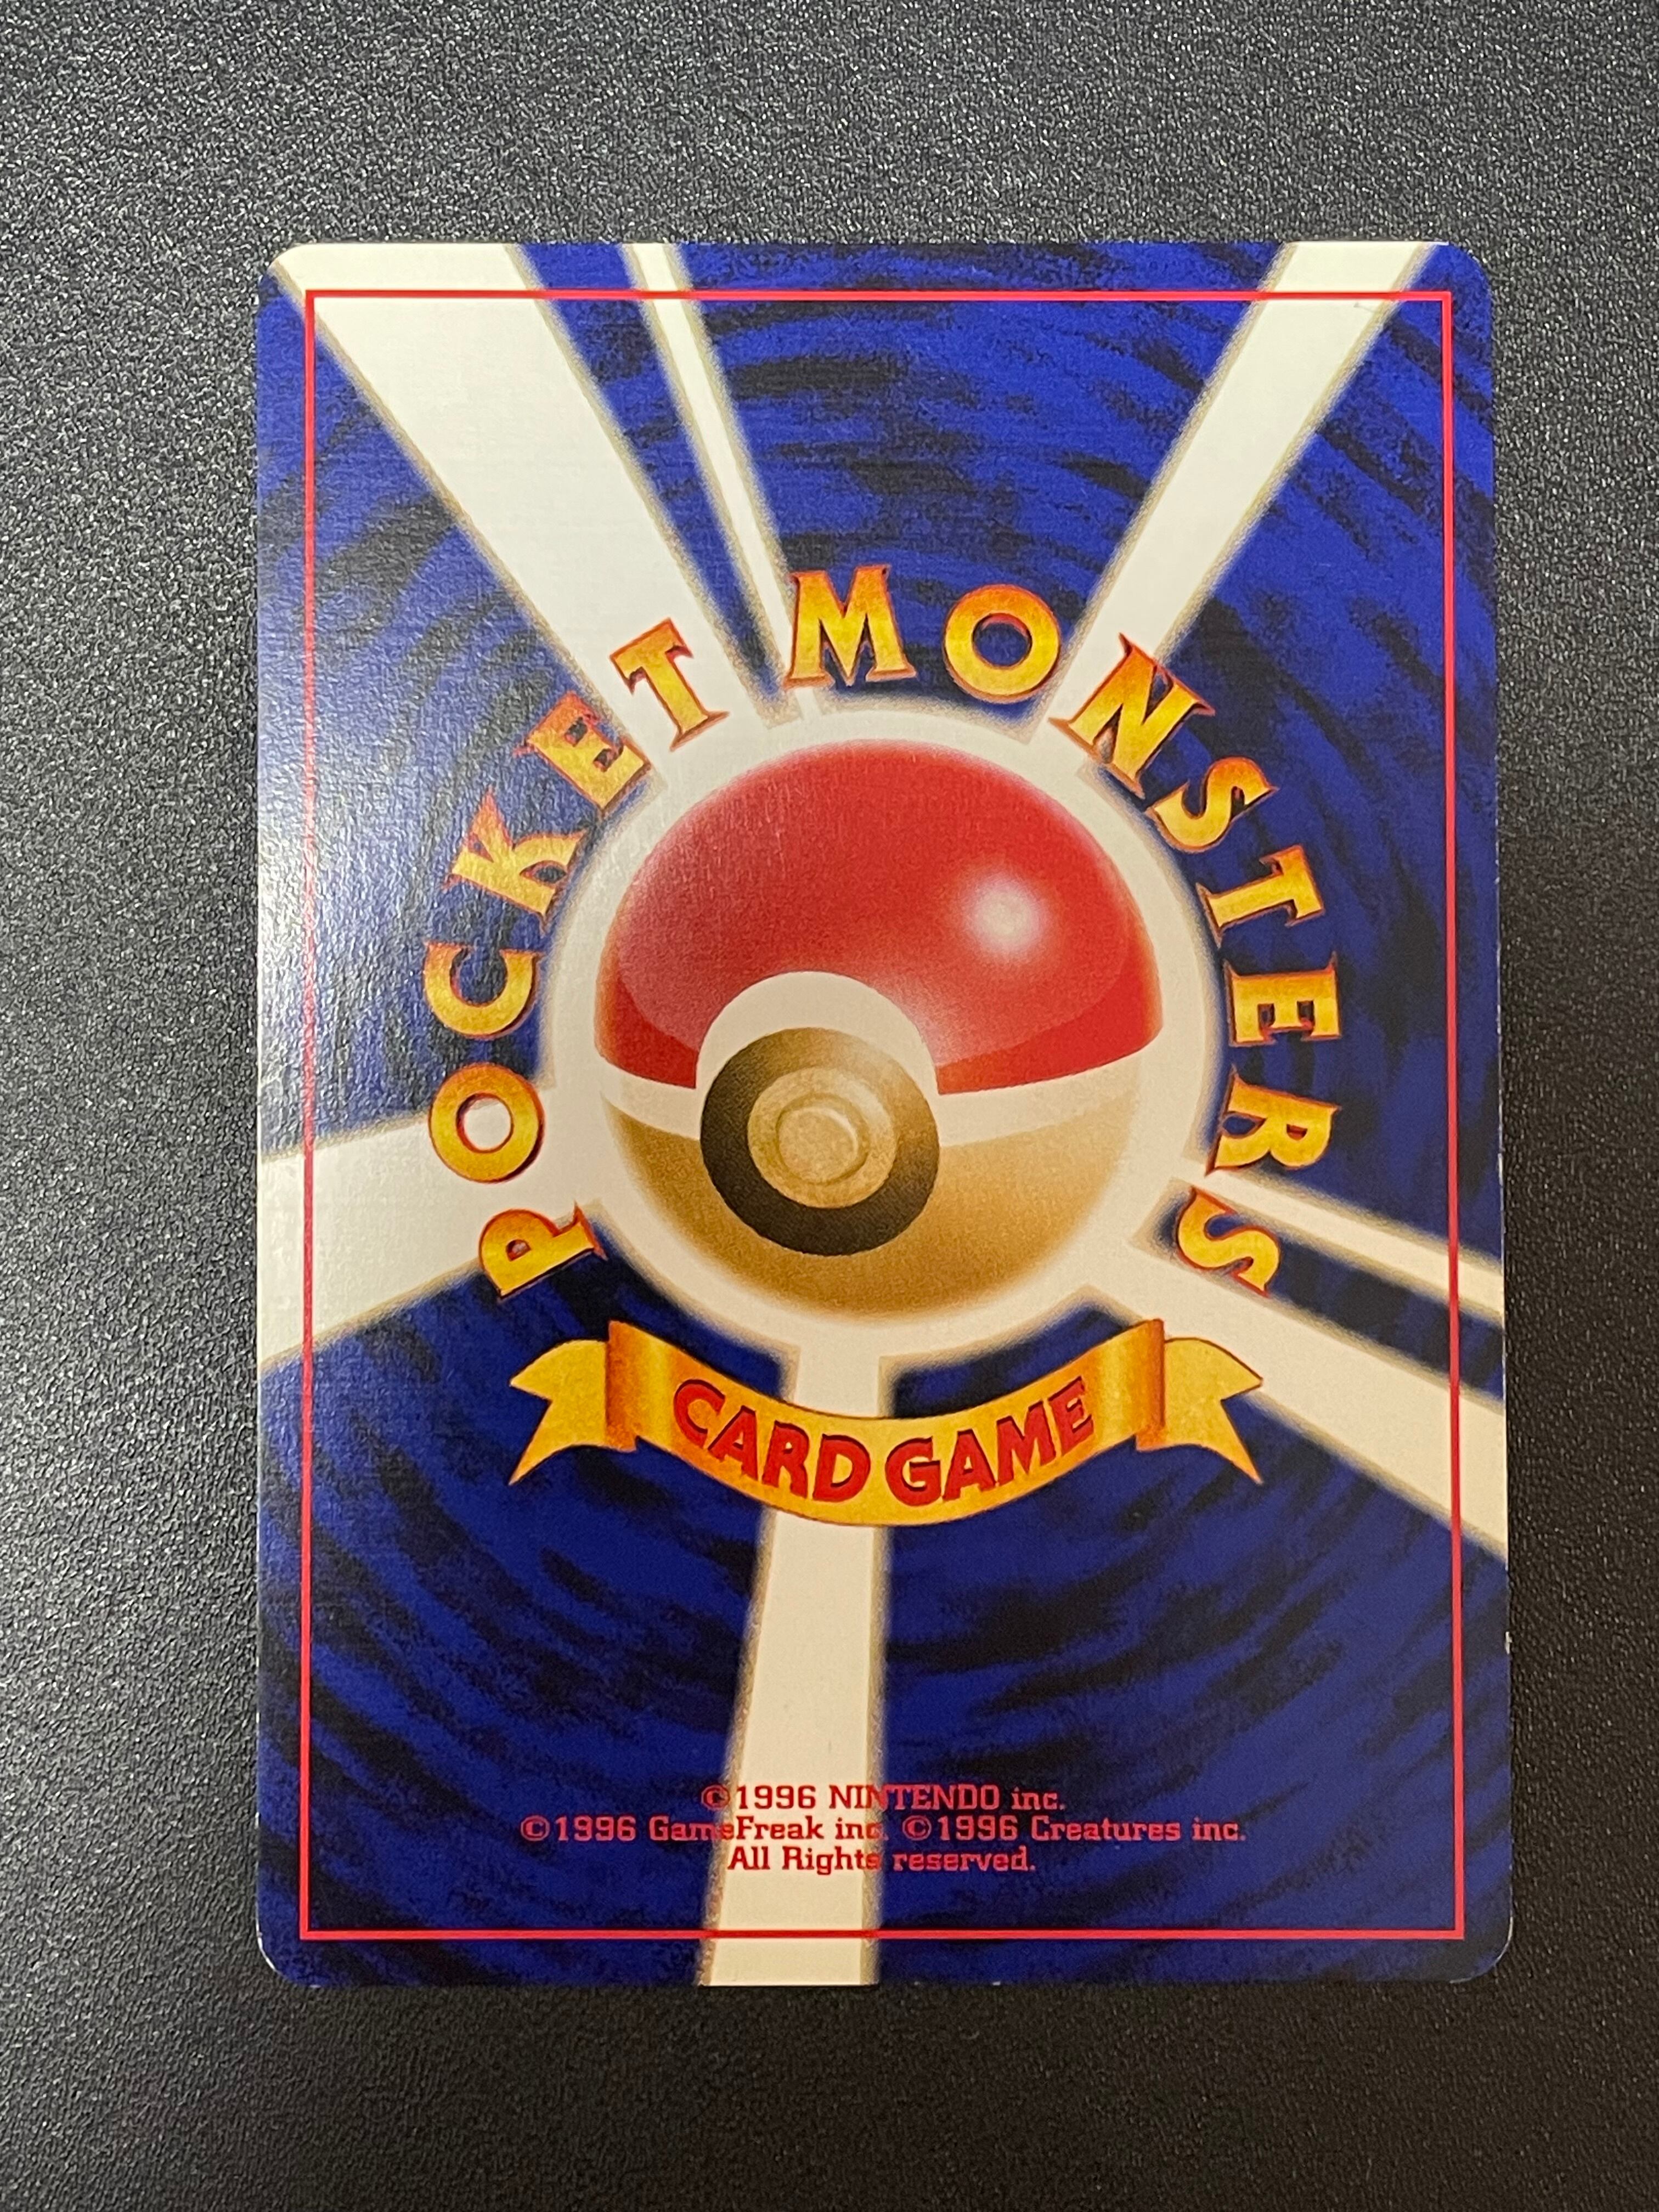 POCKET MONSTERS
CARD GAME
©1996 NINTENDO inc.
©1996 GameFreak inc. ©1996 Creatures inc.
All Rights reserved.